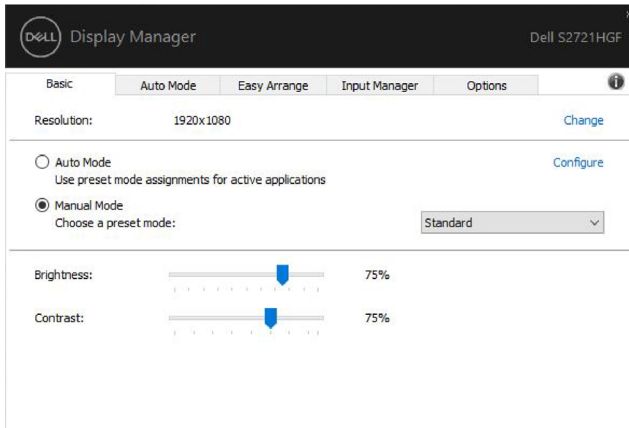 DELL Display Manager Dell S2721HGF
Basic Auto Mode Easy Arrange Input Manager Options
Resolution: 1920x1080 Change
Auto Mode Configure
Use preset mode assignments for active applications
Manual Mode
Choose a preset mode: Standard
Brightness: 75%
Contrast: 75%